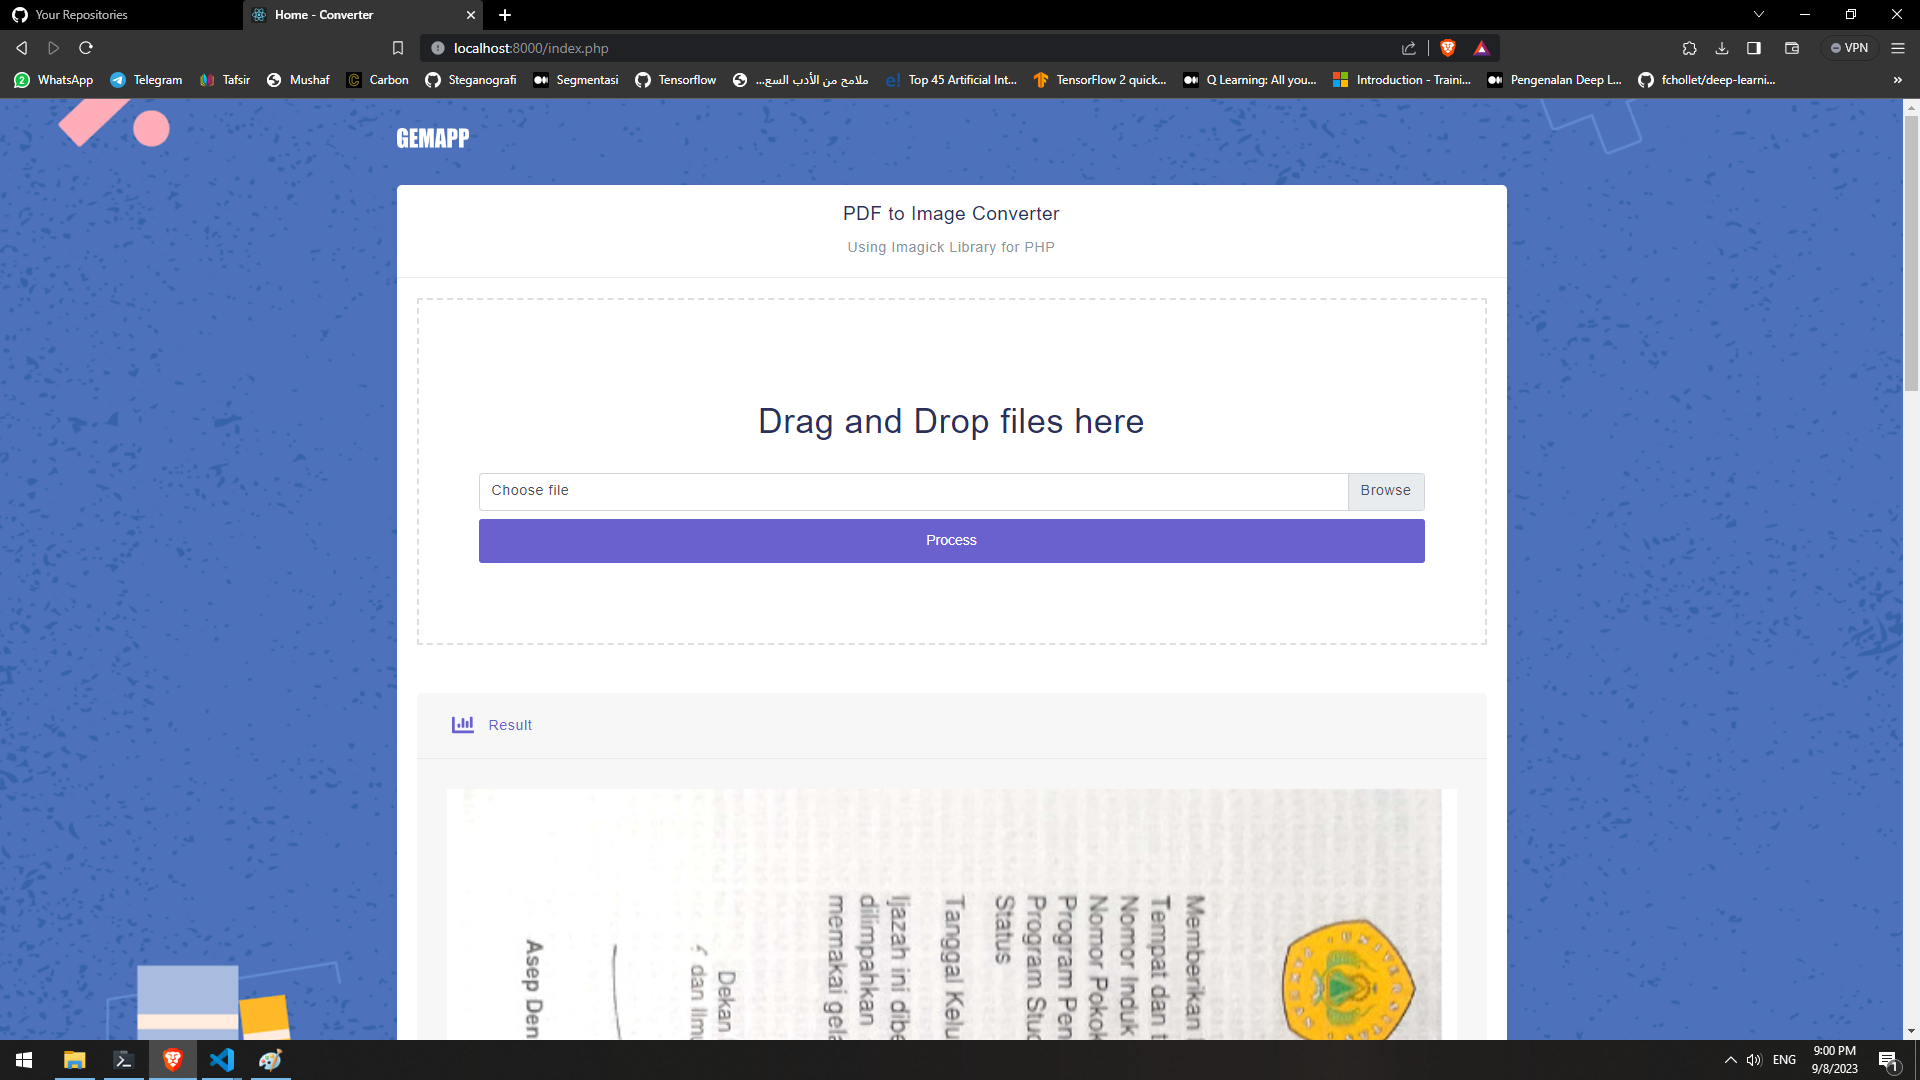 Your Repositories
Home - Converter
localhost:8000/index.php
VPN
WhatsApp
Telegram
Tafsir
Mushaf
Carbon
Steganografi
Segmentasi
Tensorflow
ملامح من الأدب السع...
Top 45 Artificial Int...
TensorFlow 2 quick...
Q Learning: All you...
Introduction - Traini...
Pengenalan Deep L...
fchollet/deep-learni...
GEMAPP
PDF to Image Converter
Using Imagick Library for PHP
Drag and Drop files here
Choose file
Browse
Process
Result
Memberikan
Tempat dan t
Nomor Induk
Nomor Pokok
Program Pen
Program Stud
Status
Tanggal Kelu
Ijazah ini dibe
dilimpahkan
memakai gela
Dekan
dan Ilmu
Asep Den
ENG
9:00 PM
9/8/2023
1